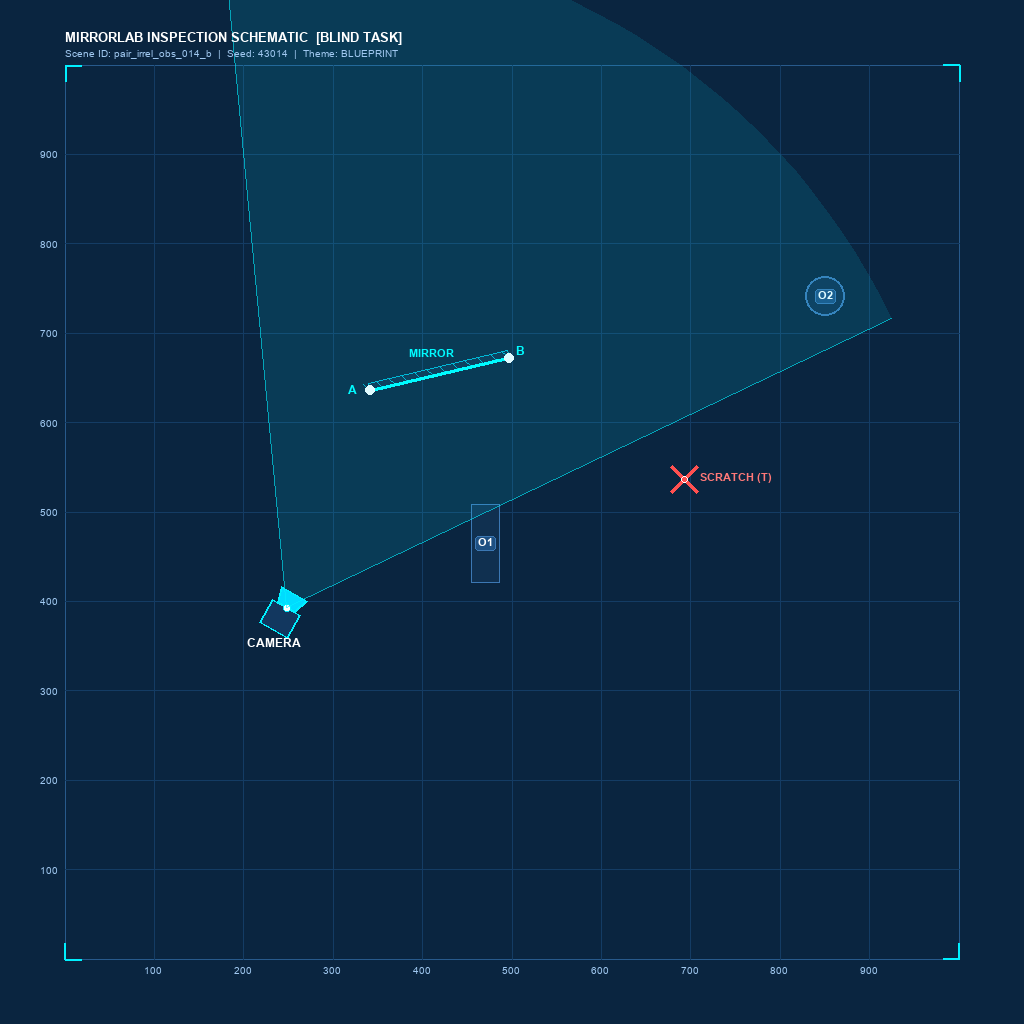 MIRRORLAB INSPECTION SCHEMATIC [BLIND TASK]
Scene ID: pair_irrel_obs_014_b | Seed: 43014 | Theme: BLUEPRINT
900
800
O2
700
MIRROR
B
A
600
SCRATCH (T)
500
O1
400
CAMERA
300
200
100
100 200 300 400 500 600 700 800 900